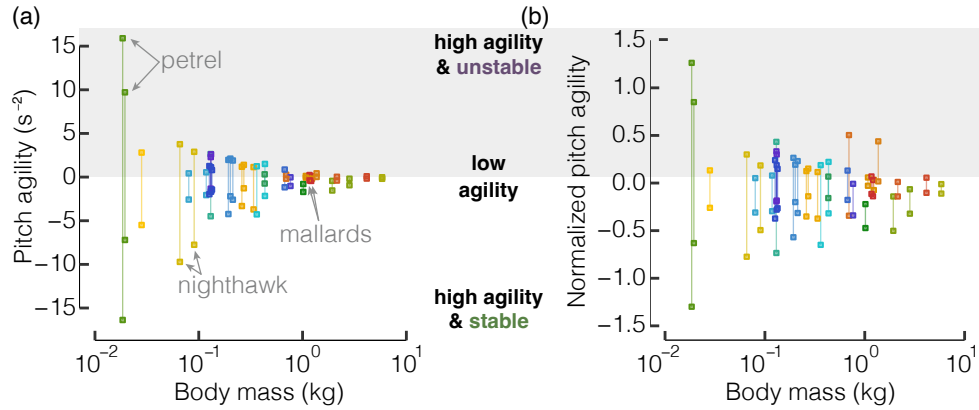 (a)
Pitch agility (s⁻²)
15
10
5
0
−5
−10
−15
petrel
nighthawk
mallards
10⁻² 10⁻¹ 10⁰ 10¹
Body mass (kg)
high agility
& unstable
low
agility
high agility
& stable
(b)
Normalized pitch agility
1.5
1.0
0.5
0.0
−0.5
−1.0
−1.5
10⁻² 10⁻¹ 10⁰ 10¹
Body mass (kg)